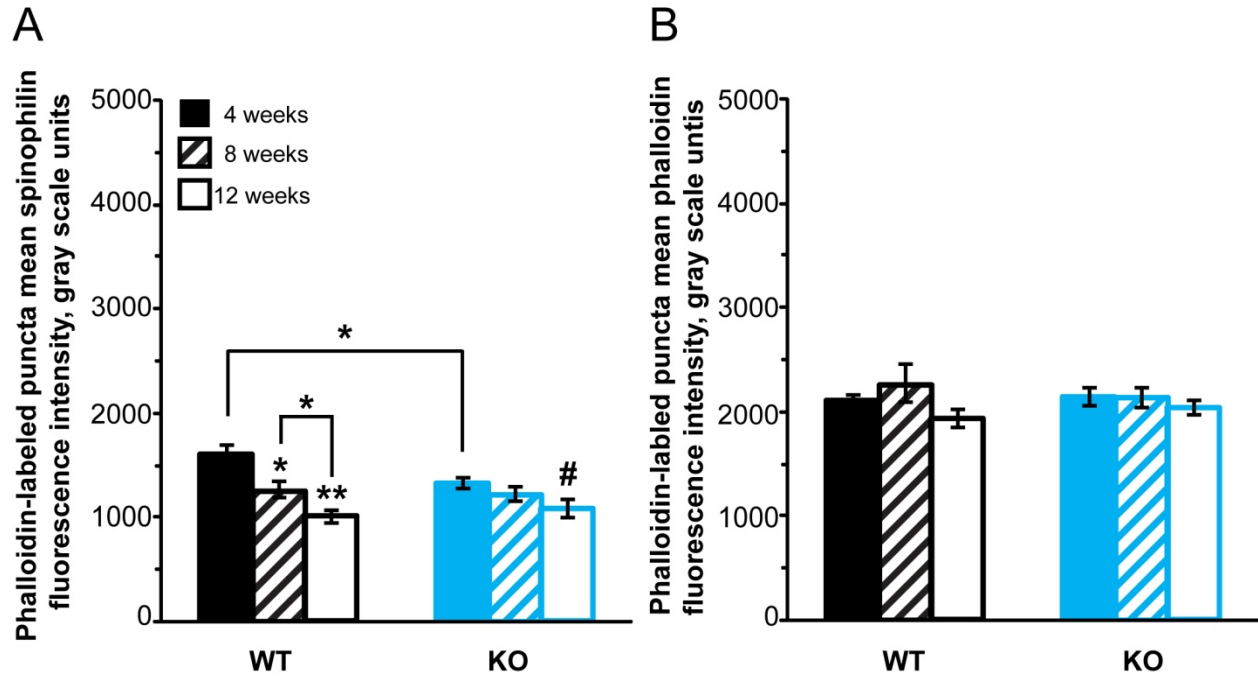 A
Phalloidin-labeled puncta mean spinophilin
fluorescence intensity, gray scale units
5000
4000
3000
2000
1000
0
4 weeks
8 weeks
12 weeks
*
*
*
**
#
WT
KO
B
Phalloidin-labled puncta mean phalloidin
fluorescence intensity, gray scale untis
5000
4000
3000
2000
1000
0
WT
KO